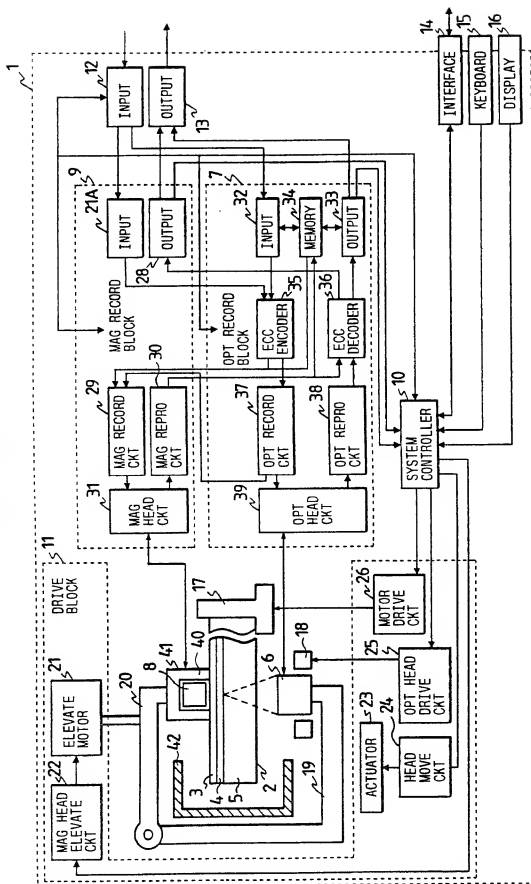 1
11
DRIVE BLOCK
22
MAG HEAD
ELEVATE
CKT
21
ELEVATE
MOTOR
31
MAG HEAD
CKT
29
MAG RECORD
CKT
30
MAG REPRO
CKT
MAG RECORD
BLOCK
9
21A
INPUT
28
OUTPUT
12
INPUT
13
OUTPUT
OPT RECORD
BLOCK
7
32
INPUT
34
MEMORY
33
OUTPUT
35
ECC
ENCODER
36
ECC
DECODER
37
OPT RECORD
CKT
38
OPT REPRO
CKT
39
OPT HEAD
CKT
20
8
41
40
17
42
3
4
5
2
6
18
19
26
MOTOR
DRIVE CKT
25
OPT HEAD
DRIVE
CKT
23
ACTUATOR
24
HEAD
MOVE CKT
10
SYSTEM
CONTROLLER
14
INTERFACE
15
KEYBOARD
16
DISPLAY